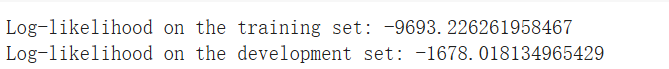 Log-likelihood on the training set: -9693.226261958467
Log-likelihood on the development set: -1678.018134965429